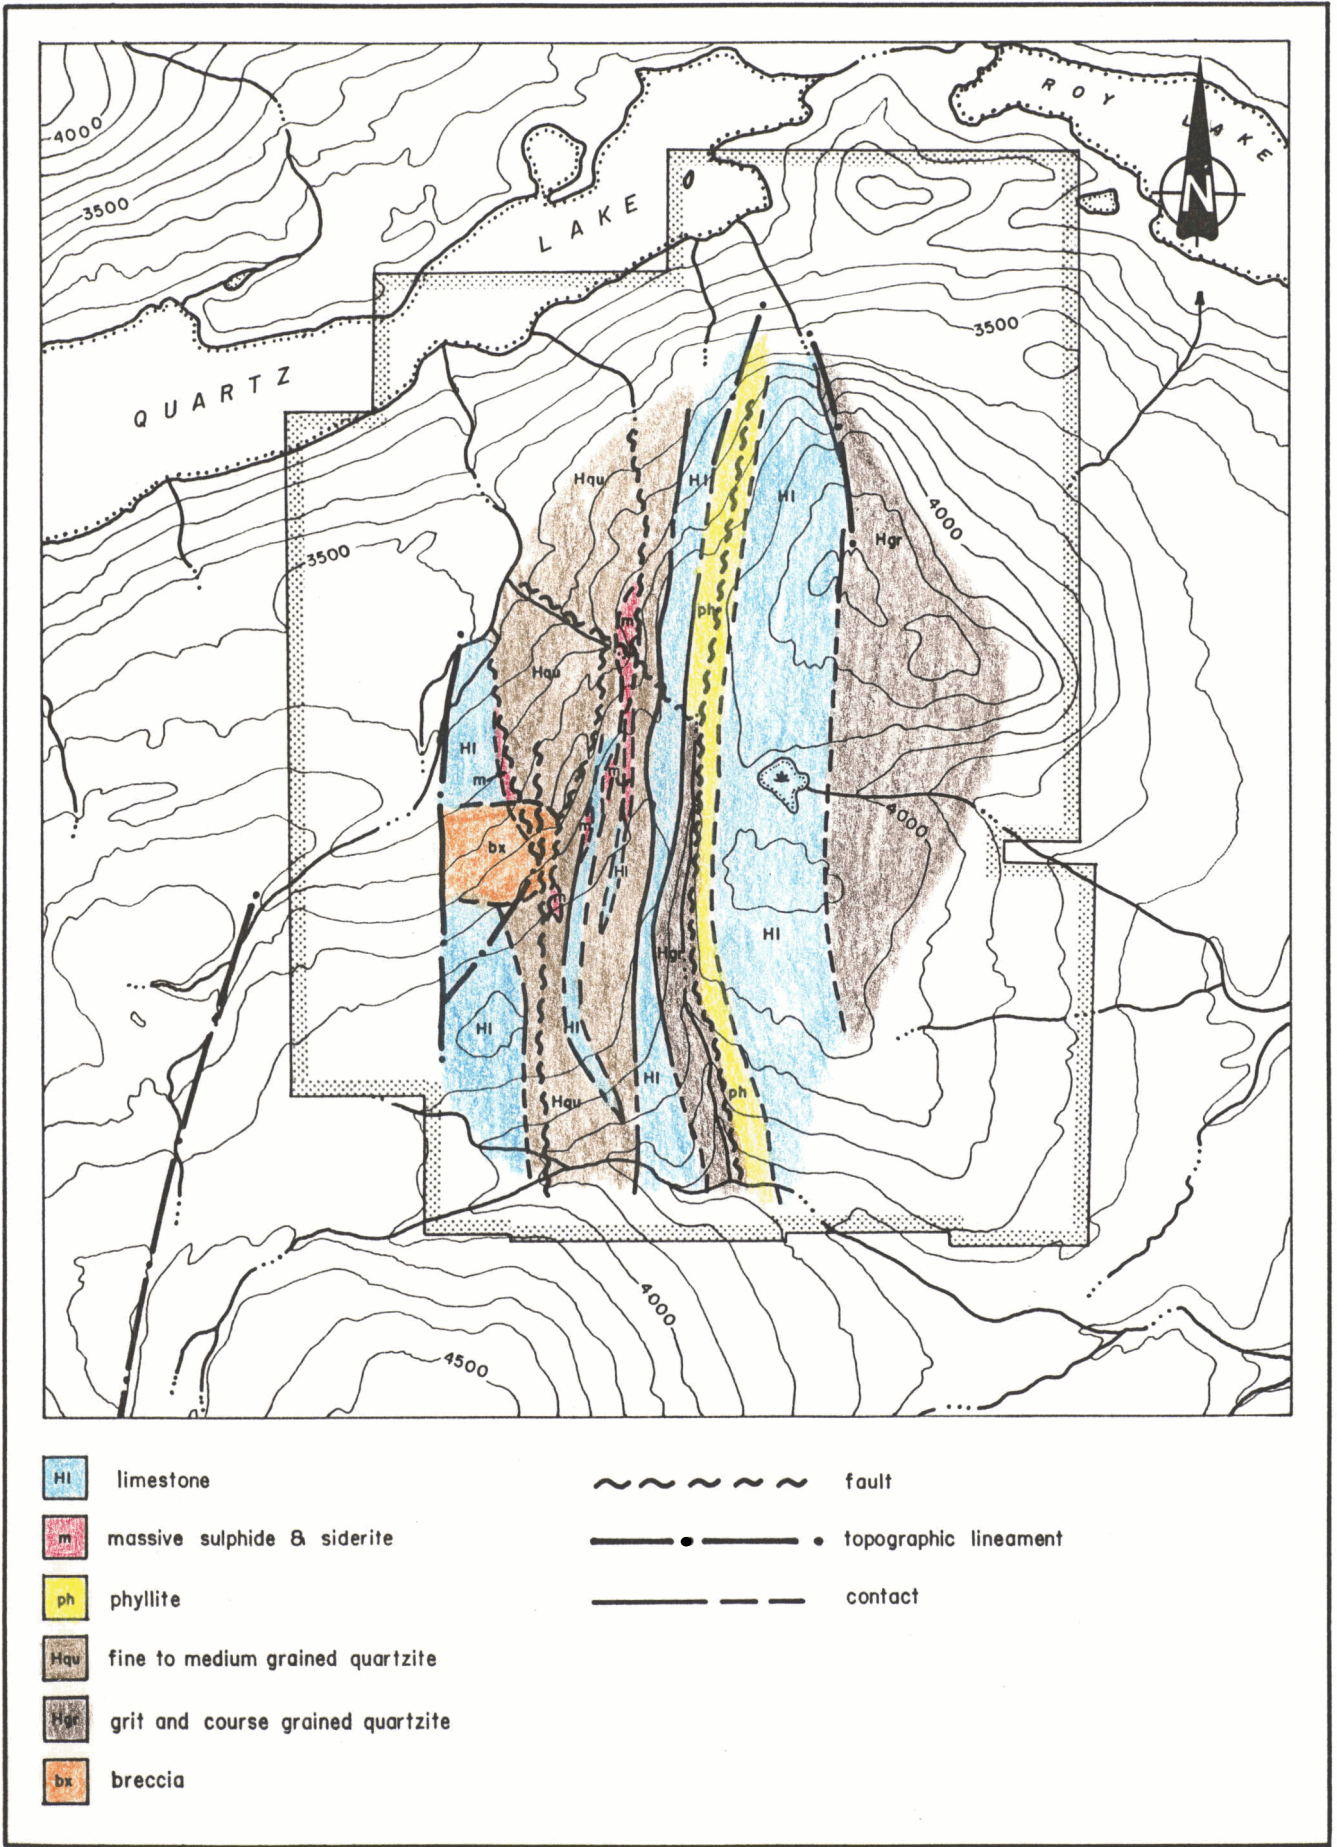 ROY LAKE
4000
N
3500
LAKE
3500
QUARTZ
Hl
Hqu
Hl
4000
Hgr
3500
ph
m
Hqu
Hl
m
m
4000
m
bx
Hl
m
Hl
Hgr
Hl
Hl
Hl
ph
Hqu
4000
4500
Hl limestone
fault
m massive sulphide & siderite
topographic lineament
ph phyllite
contact
Hqu fine to medium grained quartzite
Hgr grit and course grained quartzite
bx breccia